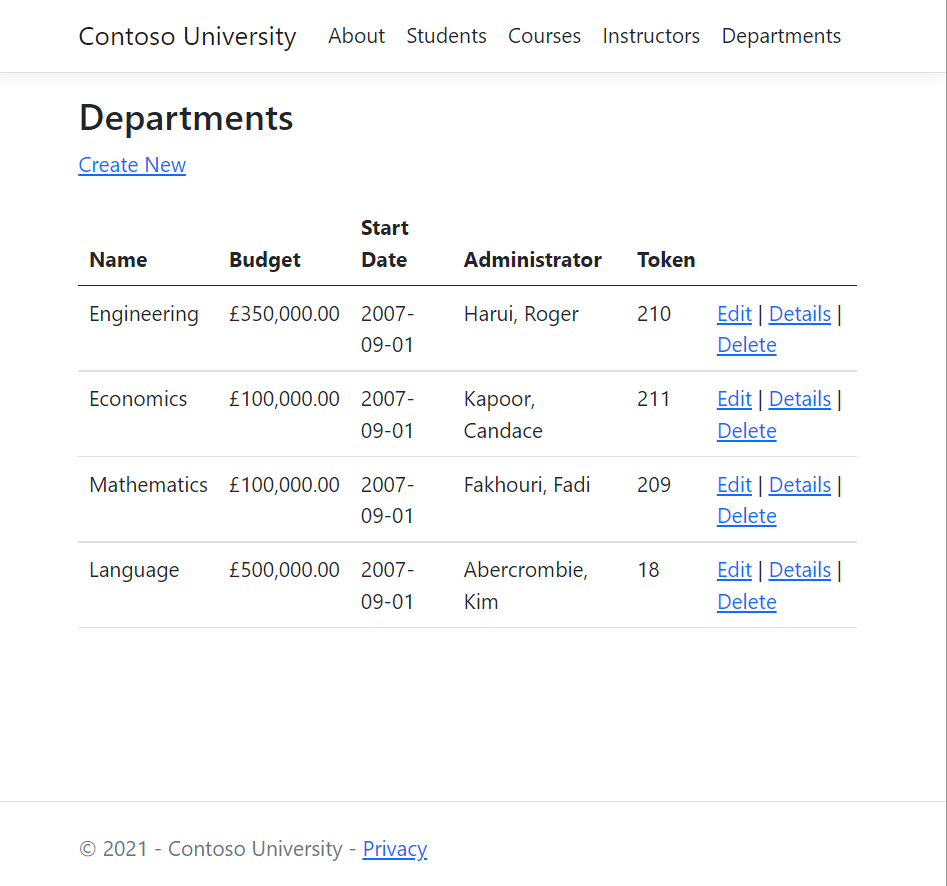 Contoso University About Students Courses Instructors Departments
Departments
Create New
Start
Name Budget Date Administrator Token
Engineering £350,000.00 2007- Harui, Roger 210 Edit | Details |
09-01 Delete
Economics £100,000.00 2007- Kapoor, 211 Edit | Details |
09-01 Candace Delete
Mathematics £100,000.00 2007- Fakhouri, Fadi 209 Edit | Details |
09-01 Delete
Language £500,000.00 2007- Abercrombie, 18 Edit | Details |
09-01 Kim Delete
© 2021 - Contoso University - Privacy